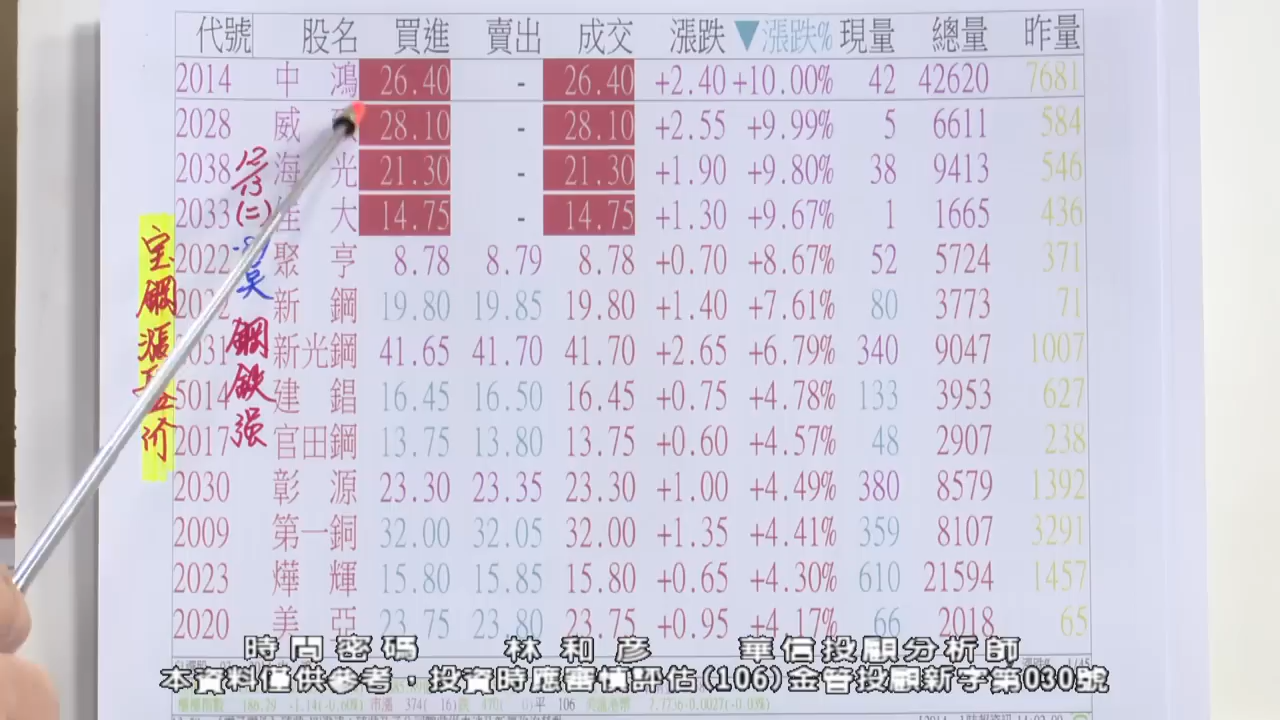 代號 股名 買進 賣出 成交 漲跌 ▼漲跌% 現量 總量 昨量
2014 中鴻 26.40 - 26.40 +2.40 +10.00% 42 42620 7681
2028 威 28.10 - 28.10 +2.55 +9.99% 5 6611 584
2038 海光 21.30 - 21.30 +1.90 +9.80% 38 9413 546
2033 佳大 14.75 - 14.75 +1.30 +9.67% 1 1665 436
2022 聚亨 8.78 8.79 8.78 +0.70 +8.67% 52 5724 371
新鋼 19.80 19.85 19.80 +1.40 +7.61% 80 3773 71
031 新光鋼 41.65 41.70 41.70 +2.65 +6.79% 340 9047 1007
5014 建錩 16.45 16.50 16.45 +0.75 +4.78% 133 3953 627
2017 官田鋼 13.75 13.80 13.75 +0.60 +4.57% 48 2907 238
2030 彰源 23.30 23.35 23.30 +1.00 +4.49% 380 8579 1392
2009 第一銅 32.00 32.05 32.00 +1.35 +4.41% 359 8107 3291
2023 燁輝 15.80 15.85 15.80 +0.65 +4.30% 610 21594 1457
2020 美亞 23.75 23.80 23.75 +0.95 +4.17% 66 2018 65
12/13
(二)
鋼鉄强
宝鋼漲 价
時間密碼 林和彦 華信投顧分析師
本資料僅供參考，投資時應審慎評估(106)金管投顧新字第030號